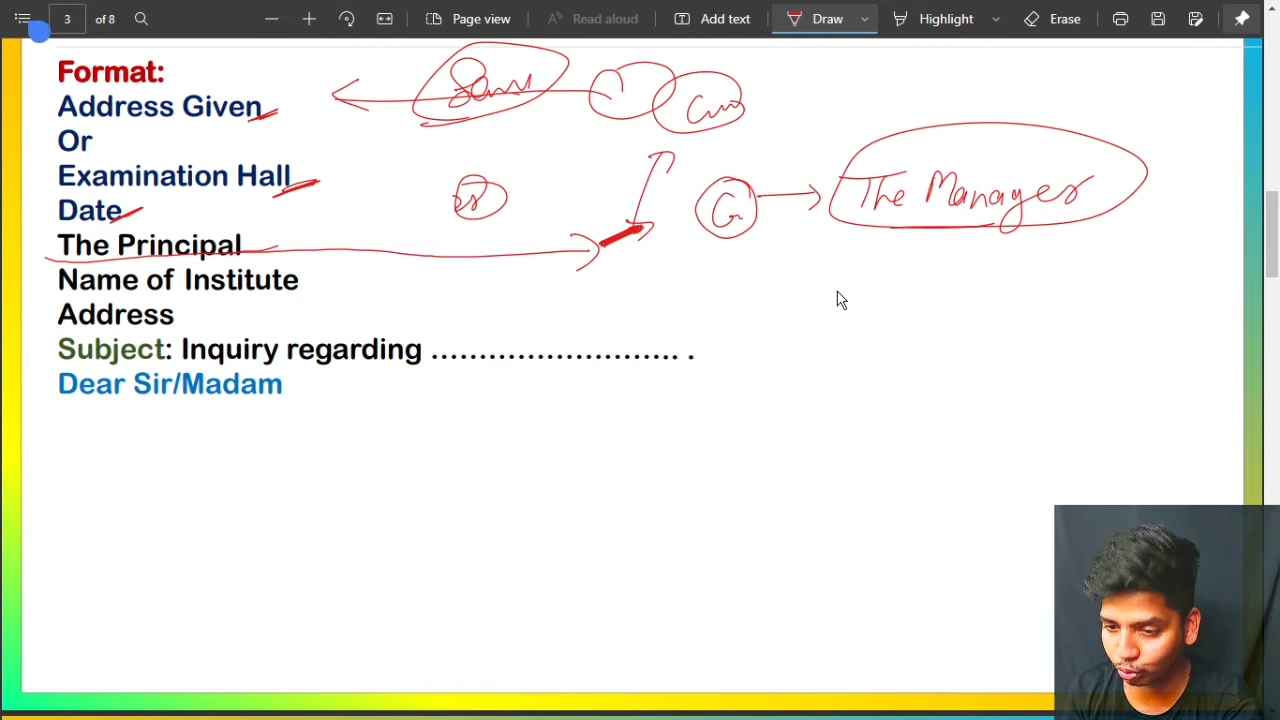 3 of 8 Page view Read aloud Add text Draw Highlight Erase
Format:
Address Given
Or
Examination Hall
Date
The Principal
Name of Institute
Address
Subject: Inquiry regarding ………………………. .
Dear Sir/Madam
G
The Manager